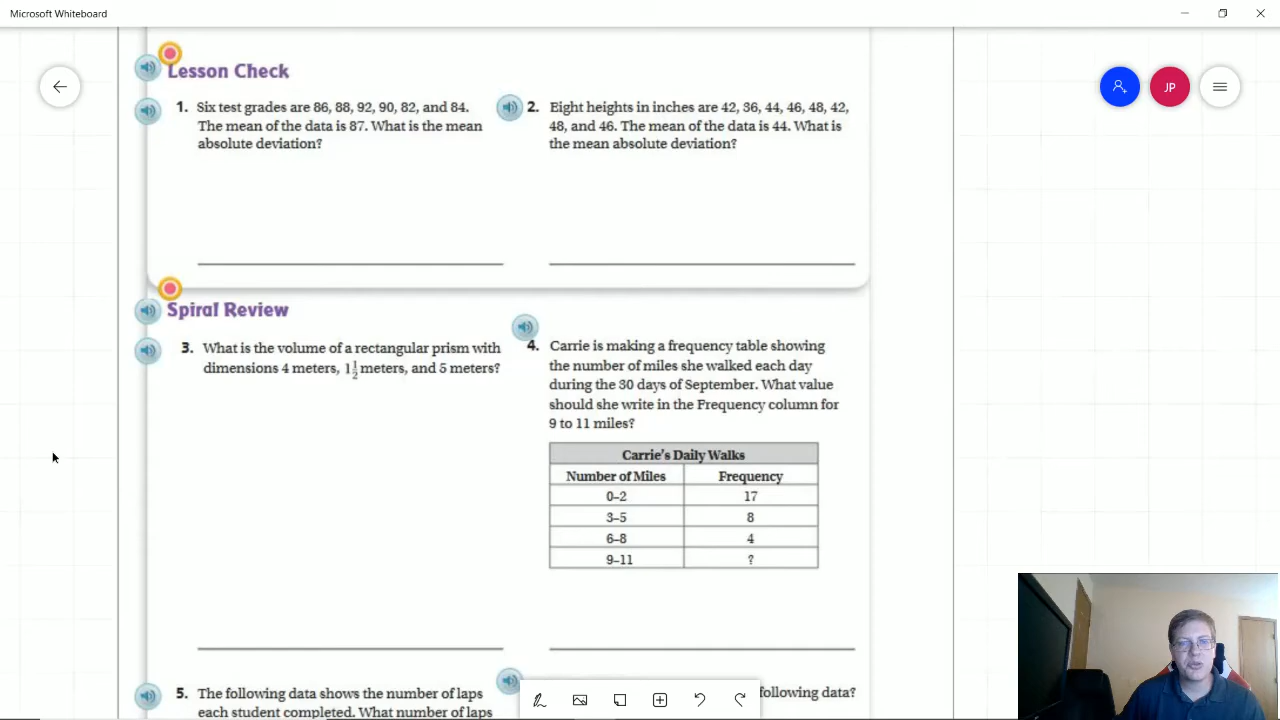 Microsoft Whiteboard
JP
Lesson Check
1. Six test grades are 86, 88, 92, 90, 82, and 84.
The mean of the data is 87. What is the mean
absolute deviation?
2. Eight heights in inches are 42, 36, 44, 46, 48, 42,
48, and 46. The mean of the data is 44. What is
the mean absolute deviation?
Spiral Review
3. What is the volume of a rectangular prism with
dimensions 4 meters, 1 1/2 meters, and 5 meters?
4. Carrie is making a frequency table showing
the number of miles she walked each day
during the 30 days of September. What value
should she write in the Frequency column for
9 to 11 miles?
Carrie's Daily Walks
Number of Miles Frequency
0–2 17
3–5 8
6–8 4
9–11 ?
5. The following data shows the number of laps
each student completed. What number of laps
following data?